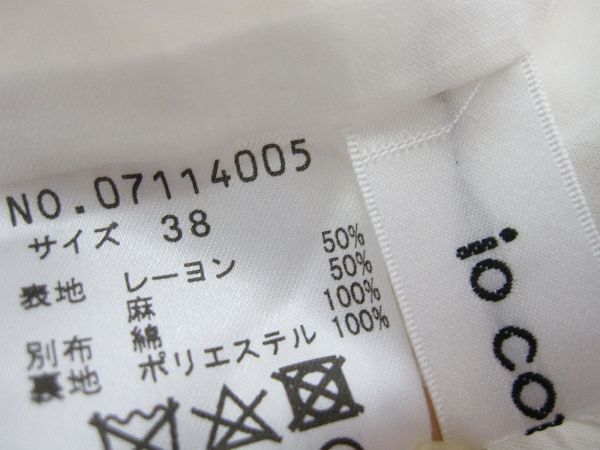 NO.07114005
サイズ 38
表地 レーヨン 50%
麻 50%
別布 綿 100%
裏地 ポリエステル 100%
io